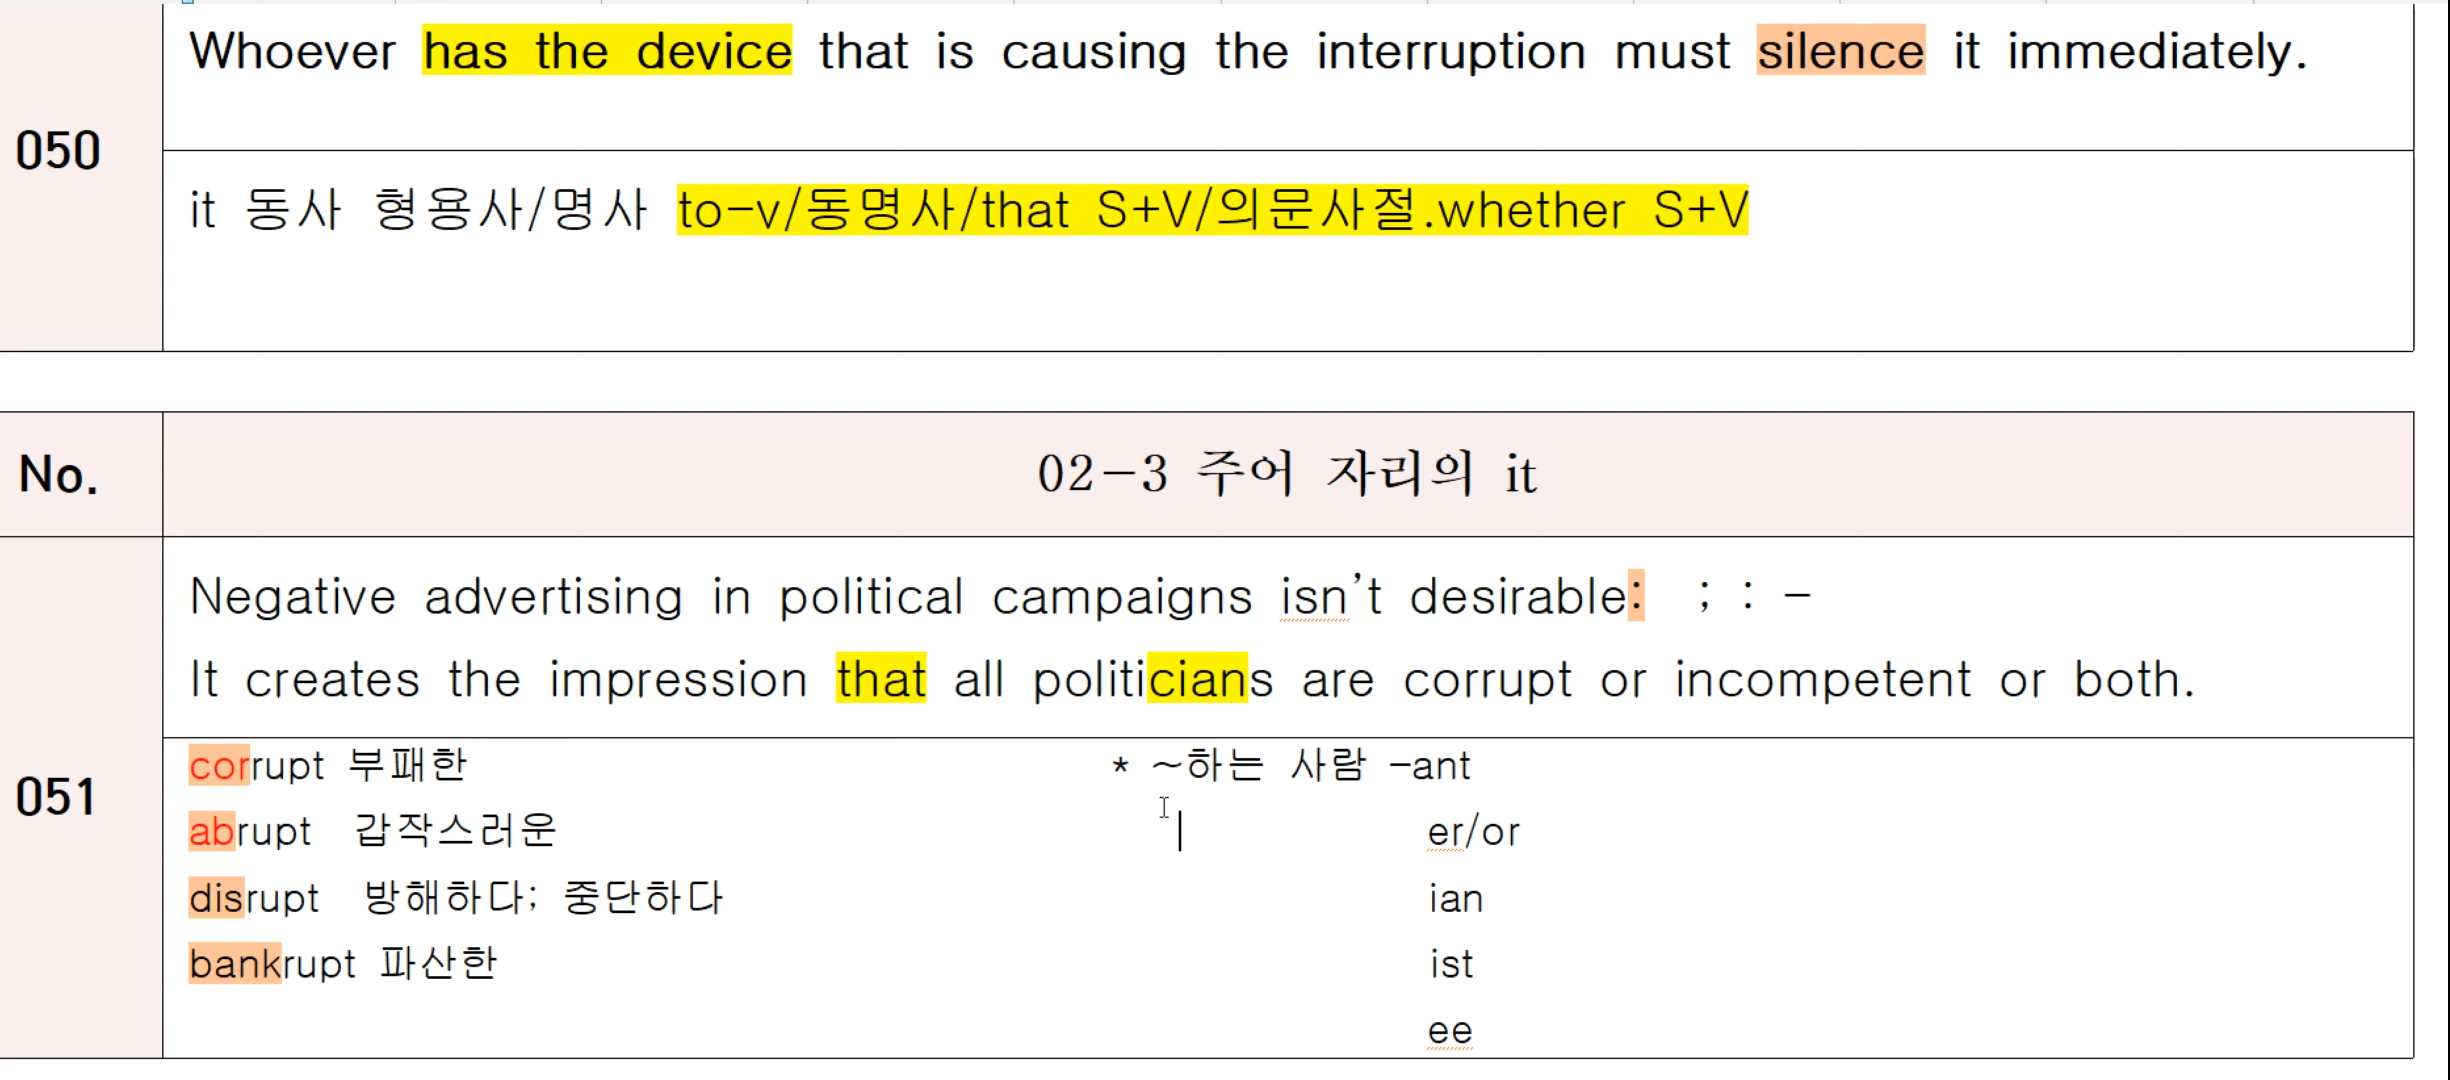 Whoever has the device that is causing the interruption must silence it immediately.
050
it 동사 형용사/명사 to-v/동명사/that S+V/의문사절.whether S+V
No. 02-3 주어 자리의 it
Negative advertising in political campaigns isn't desirable: ; : -
It creates the impression that all politicians are corrupt or incompetent or both.
051
corrupt 부패한 * ~하는 사람 -ant
abrupt 갑작스러운 er/or
disrupt 방해하다; 중단하다 ian
bankrupt 파산한 ist
ee